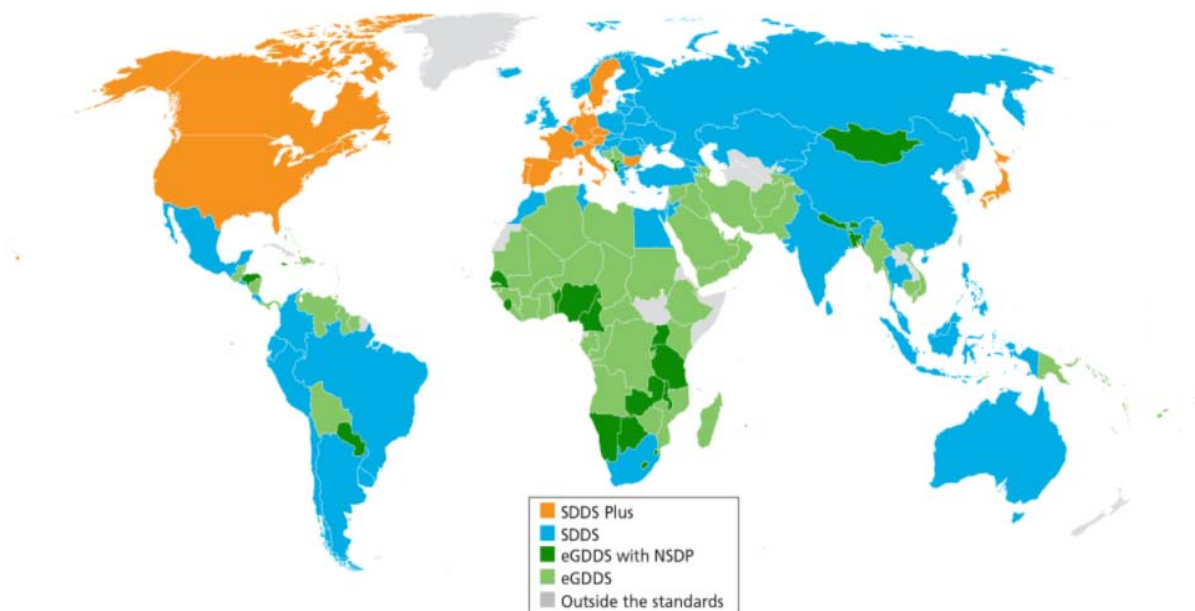 SDDS Plus
SDDS
eGDDS with NSDP
eGDDS
Outside the standards